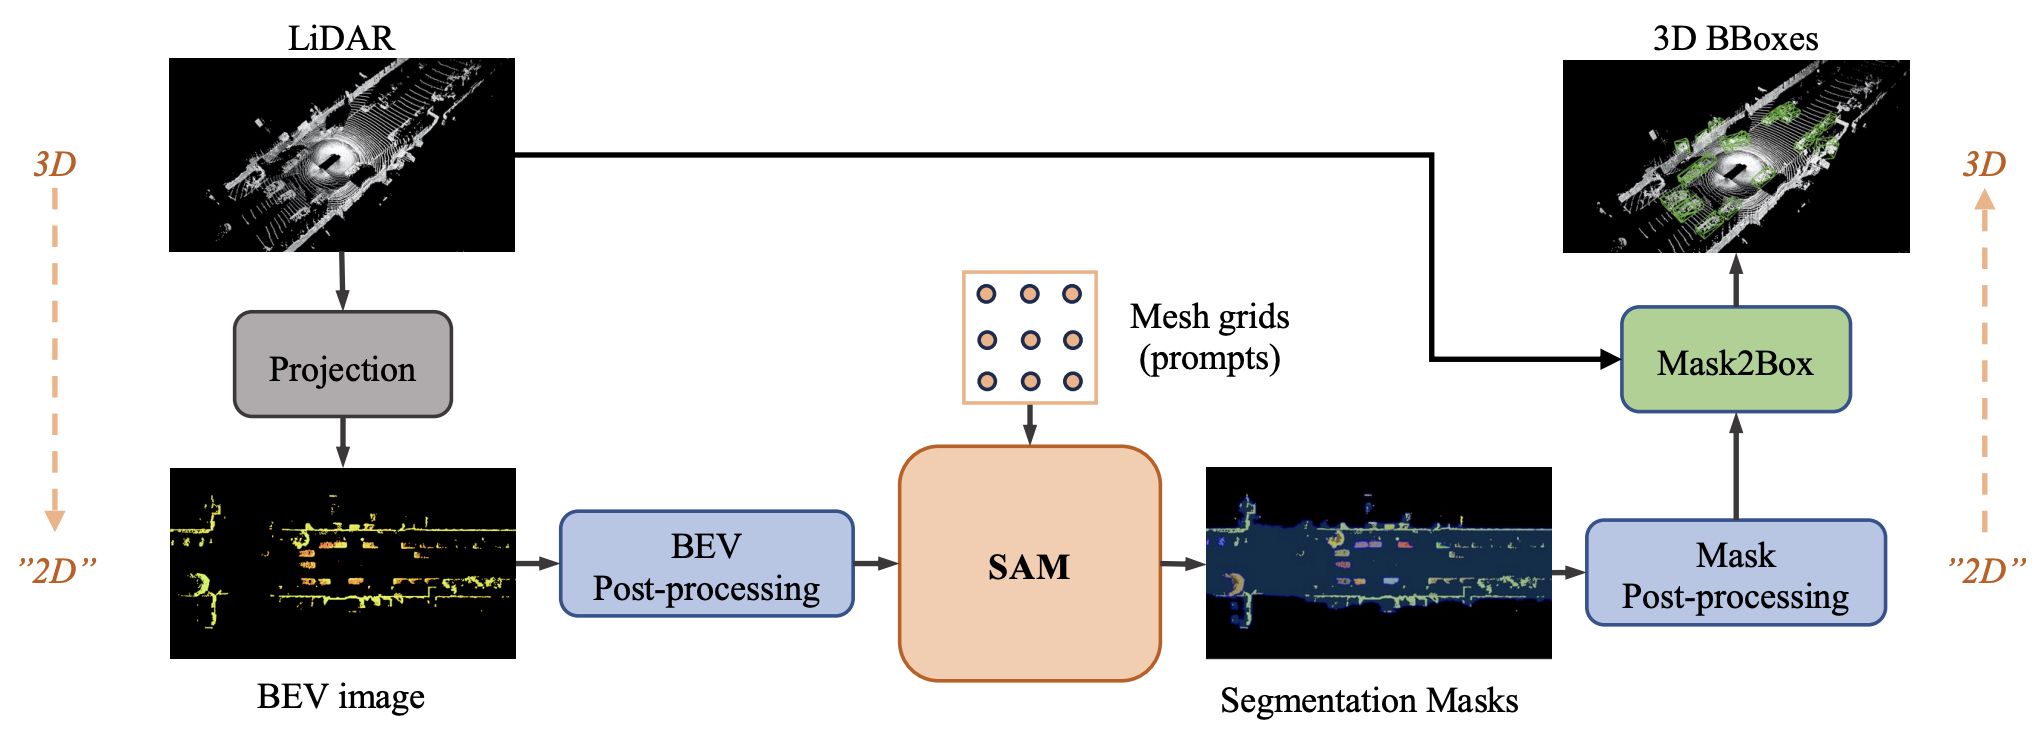 LiDAR
3D BBoxes
3D
3D
Mesh grids
(prompts)
Projection
Mask2Box
BEV
Post-processing
SAM
Mask
Post-processing
”2D”
”2D”
BEV image
Segmentation Masks